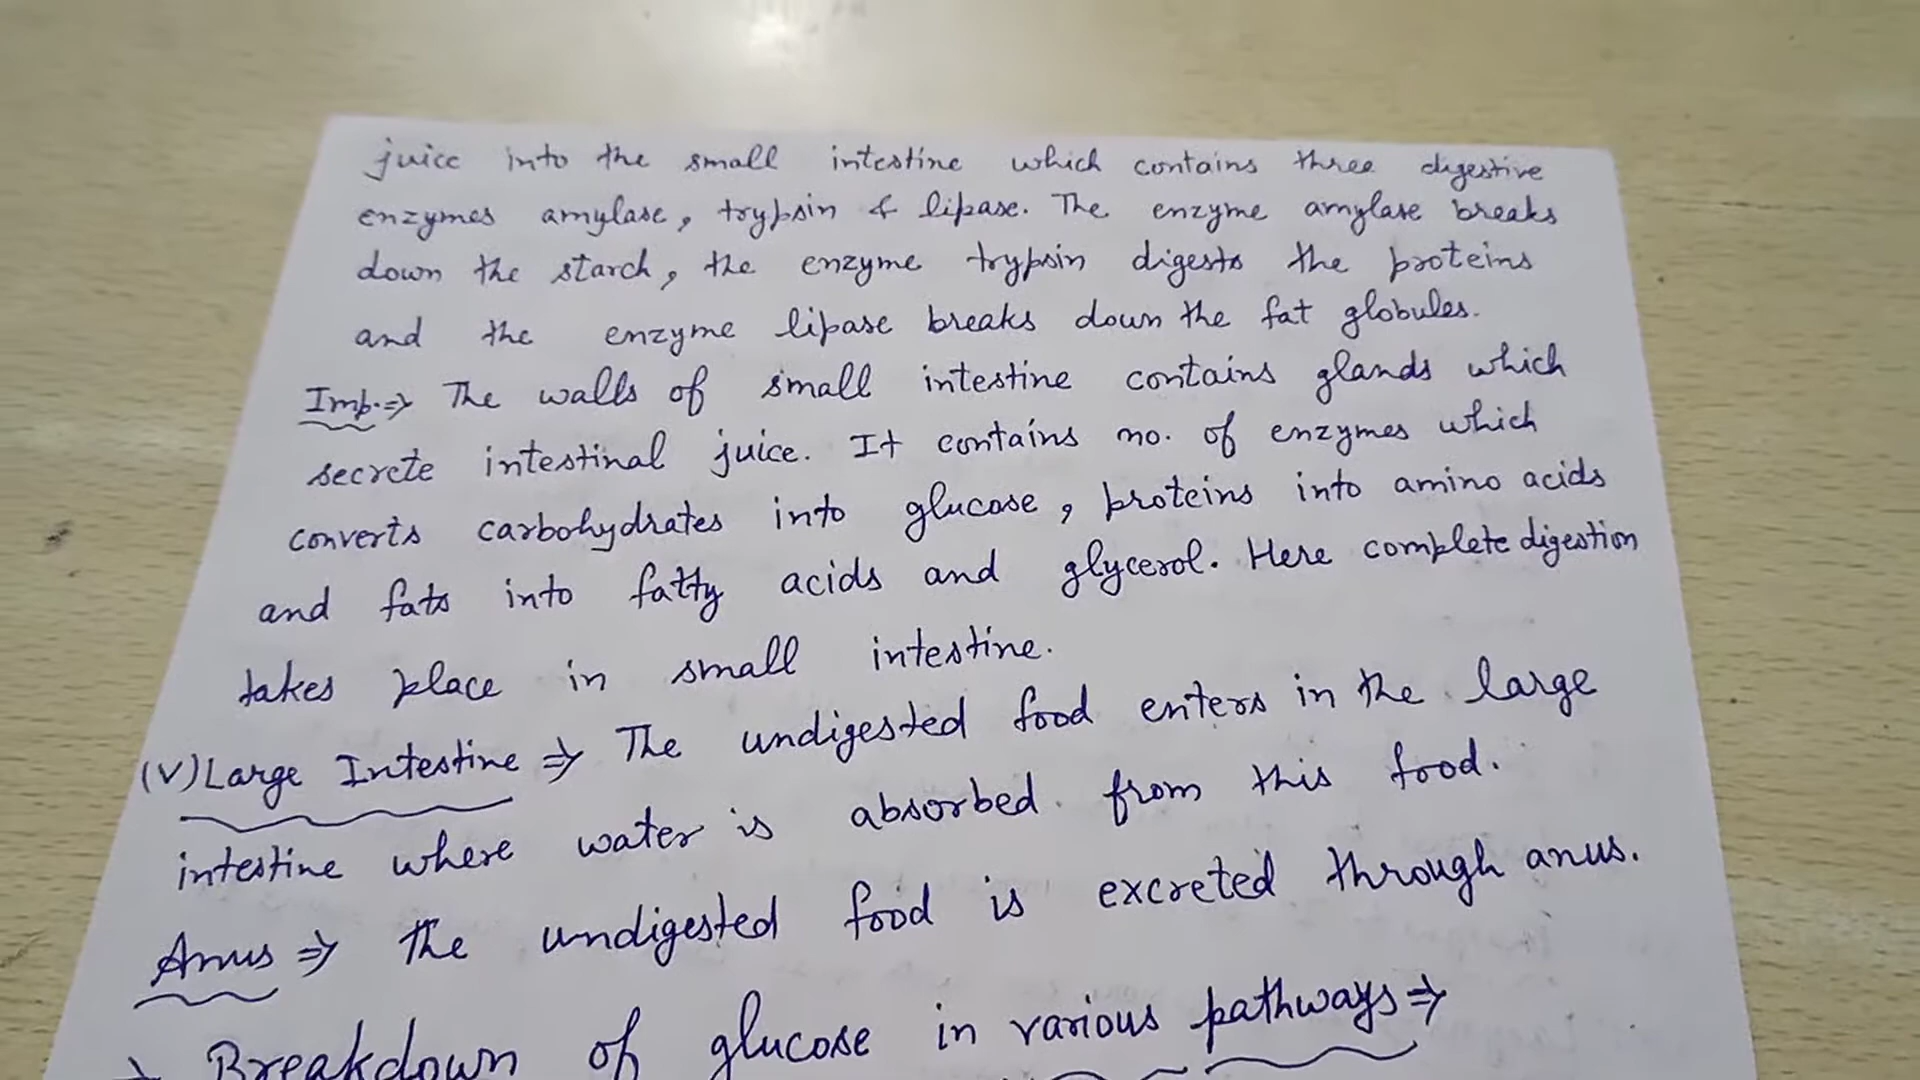 juice into the small intestine which contains three digestive
enzymes amylase, trypsin & lipase. The enzyme amylase breaks
down the starch, the enzyme trypsin digests the proteins
and the enzyme lipase breaks down the fat globules.
Imp. ⇒ The walls of small intestine contains glands which
secrete intestinal juice. It contains no. of enzymes which
converts carbohydrates into glucose, proteins into amino acids
and fats into fatty acids and glycerol. Here complete digestion
takes place in small intestine.
(V) Large Intestine ⇒ The undigested food enters in the large
intestine where water is absorbed from this food.
Anus ⇒ the undigested food is excreted through anus.
Breakdown of glucose in various pathways ⇒